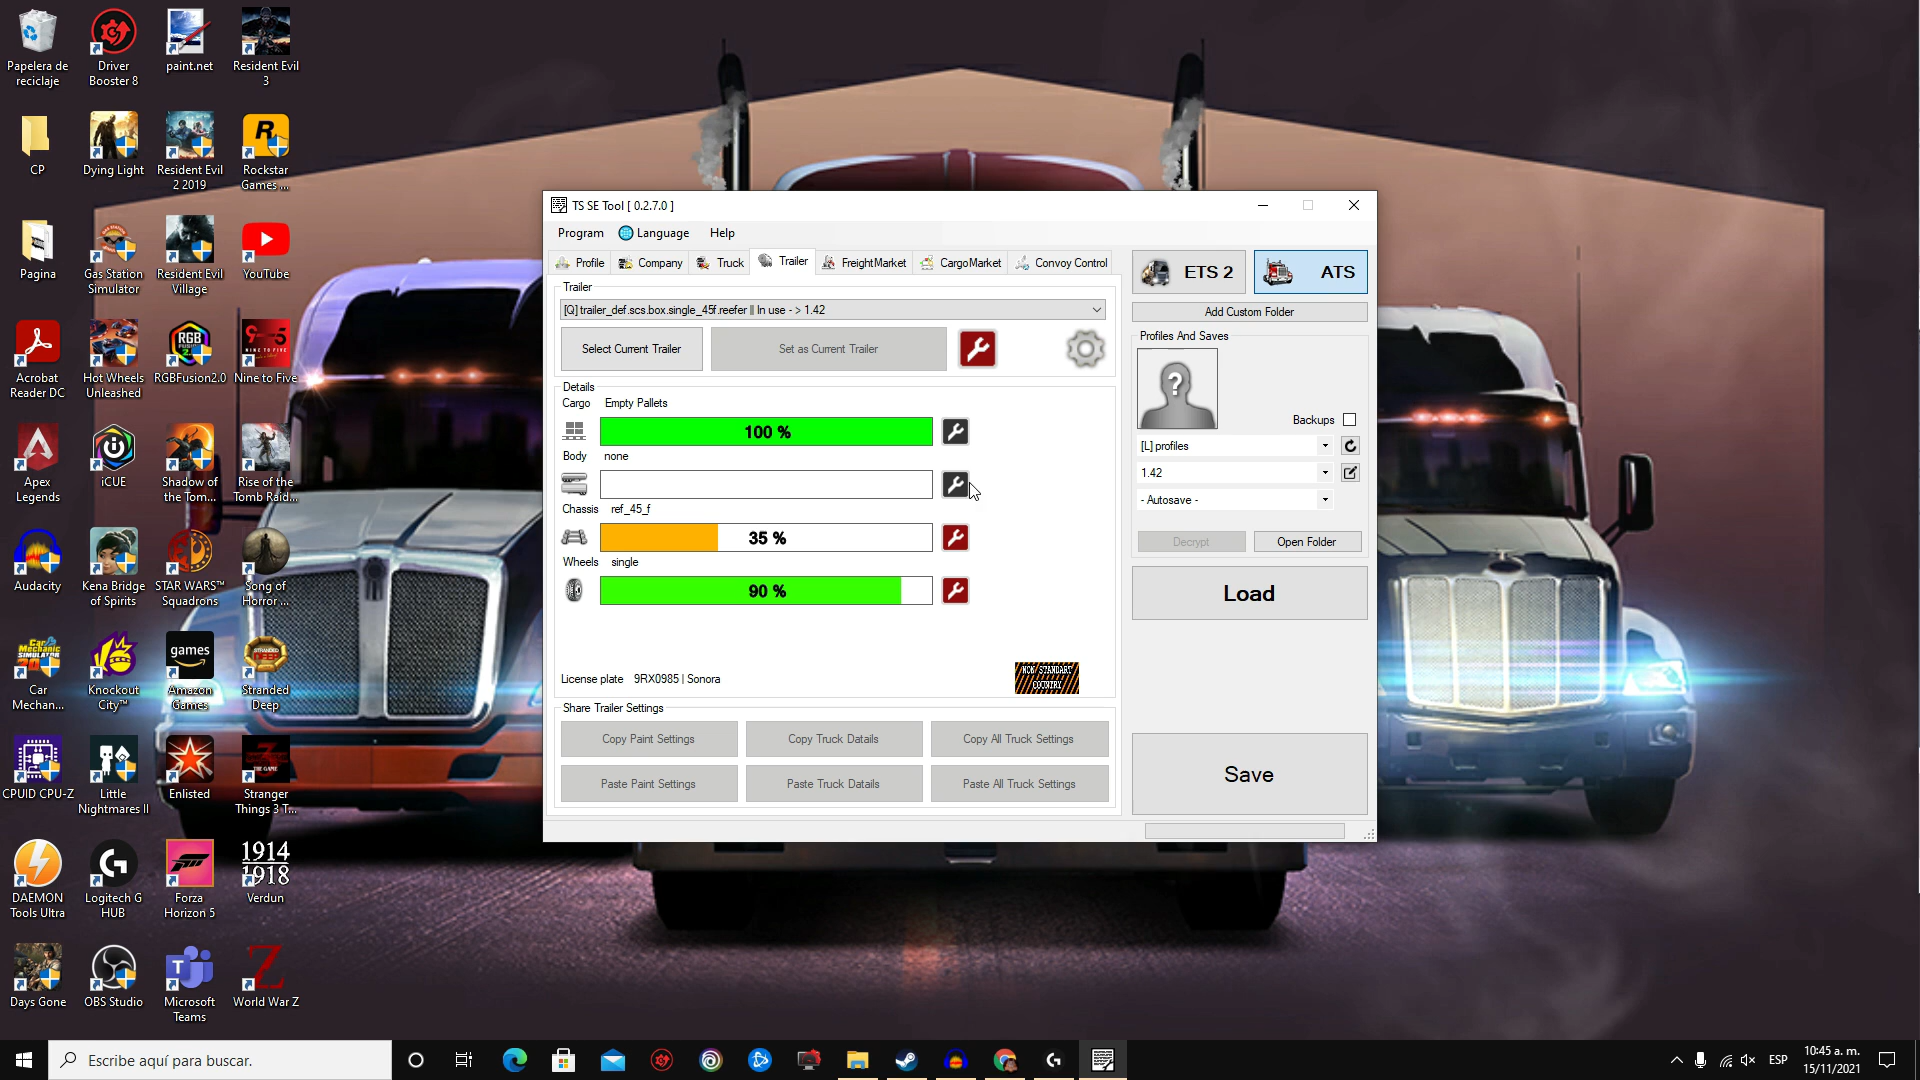 Papelera de
reciclaje
Driver
Booster 8
paint.net
Resident Evil
3
CP
Dying Light
Resident Evil
2 2019
Rockstar
Games ...
Pagina
Gas Station
Simulator
Resident Evil
Village
YouTube
Acrobat
Reader DC
Hot Wheels
Unleashed
RGBFusion2.0
Nine to Five
Apex
Legends
iCUE
Shadow of
the Tom...
Rise of the
Tomb Raid...
Audacity
Kena Bridge
of Spirits
STAR WARS™
Squadrons
Song of
Horror ...
Car
Mechan...
Knockout
City™
games
Amazon
Games
Stranded
Deep
CPUID CPU-Z
Little
Nightmares II
Enlisted
Stranger
Things 3 T...
DAEMON
Tools Ultra
Logitech G
HUB
Forza
Horizon 5
1914
1918
Verdun
Days Gone
OBS Studio
Microsoft
Teams
World War Z
TS SE Tool [ 0.2.7.0 ]
Program Language Help
Profile Company Truck Trailer FreightMarket CargoMarket Convoy Control
Trailer
[Q] trailer_def.scs.box.single_45f.reefer || In use - > 1.42
Select Current Trailer Set as Current Trailer
Details
Cargo Empty Pallets
100 %
Body none
Chassis ref_45_f
35 %
Wheels single
90 %
License plate 9RX0985 | Sonora
NON STANDART
COUNTRY
Share Trailer Settings
Copy Paint Settings Copy Truck Datails Copy All Truck Settings
Paste Paint Settings Paste Truck Datails Paste All Truck Settings
ETS 2 ATS
Add Custom Folder
Profiles And Saves
?
Backups
[L] profiles
1.42
- Autosave -
Decrypt Open Folder
Load
Save
Escribe aquí para buscar.
ESP
10:45 a. m.
15/11/2021